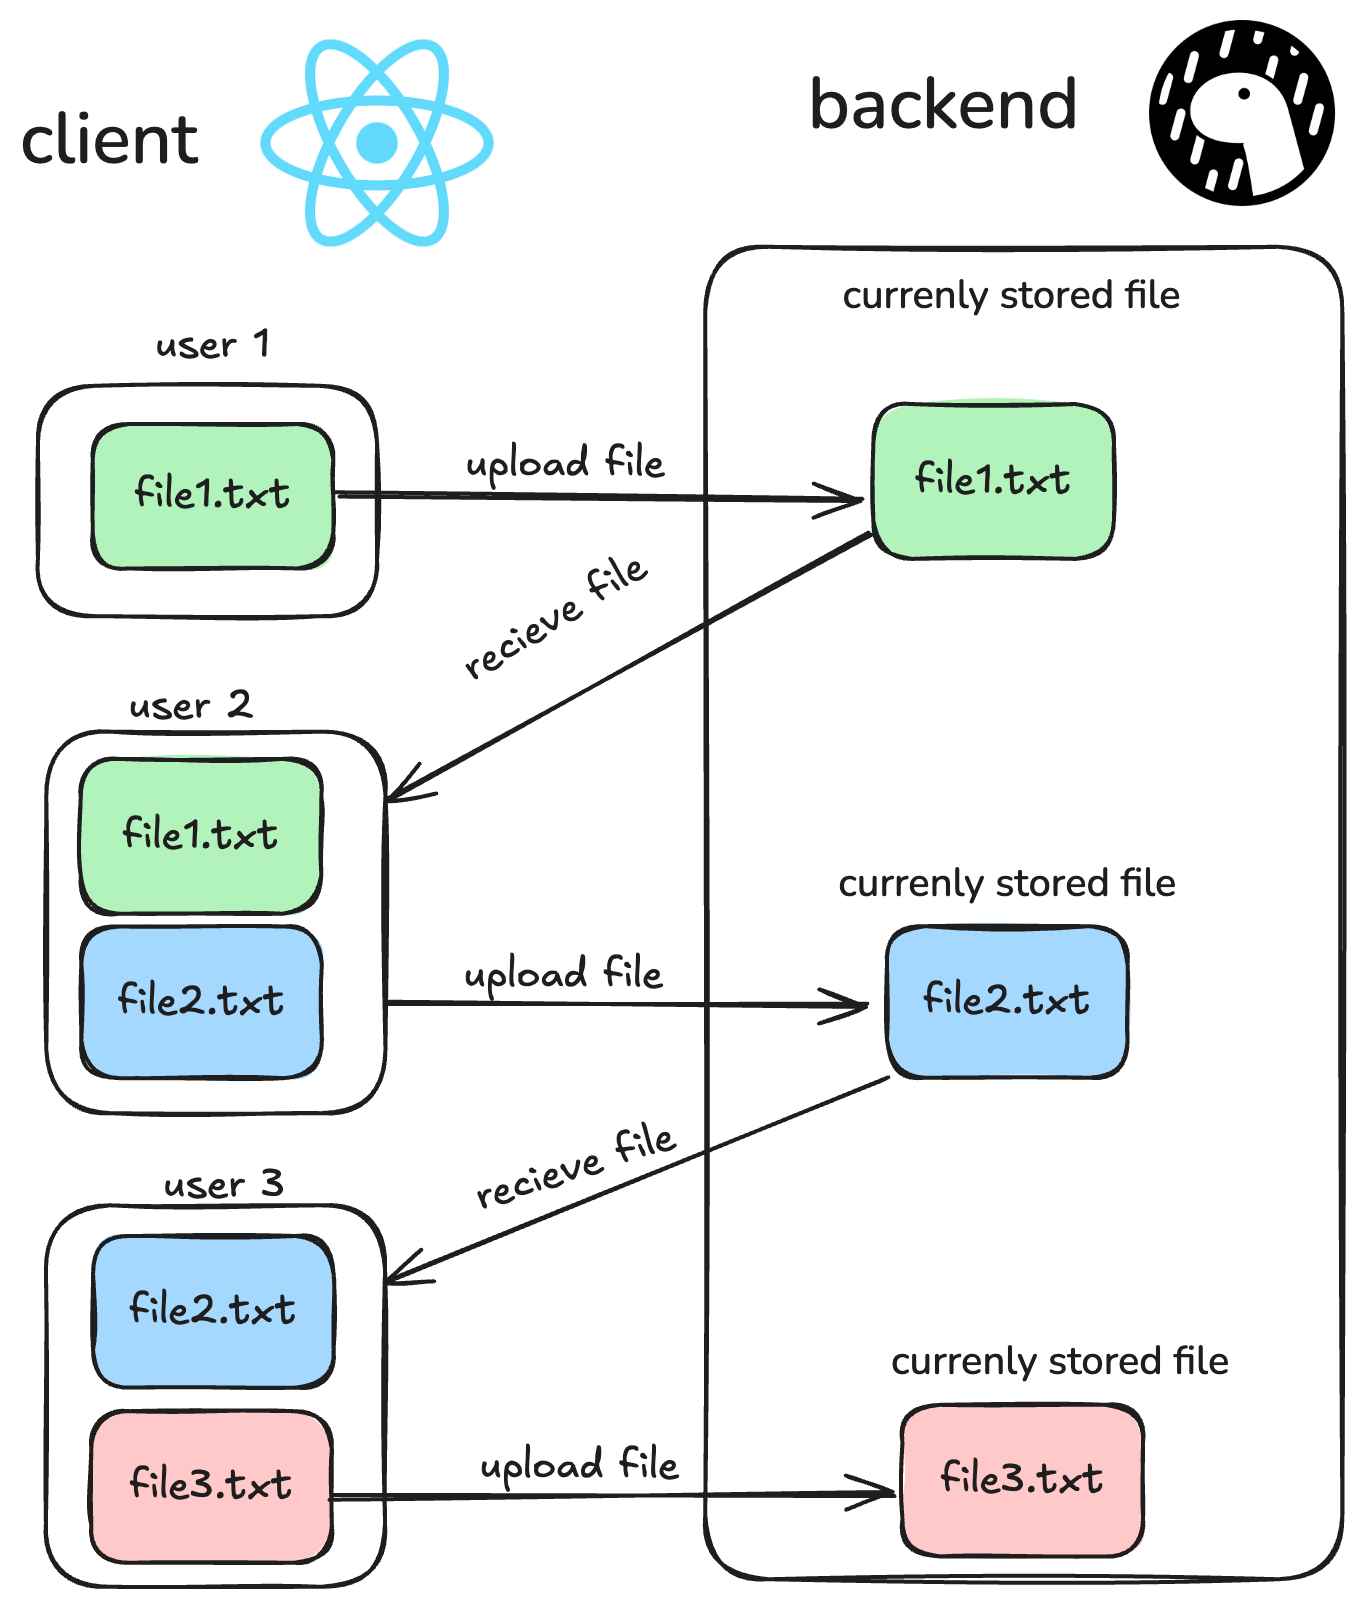 client
backend
currenly stored file
user 1
file1.txt
upload file
file1.txt
recieve file
user 2
file1.txt
currenly stored file
file2.txt
upload file
file2.txt
recieve file
user 3
file2.txt
currenly stored file
file3.txt
upload file
file3.txt